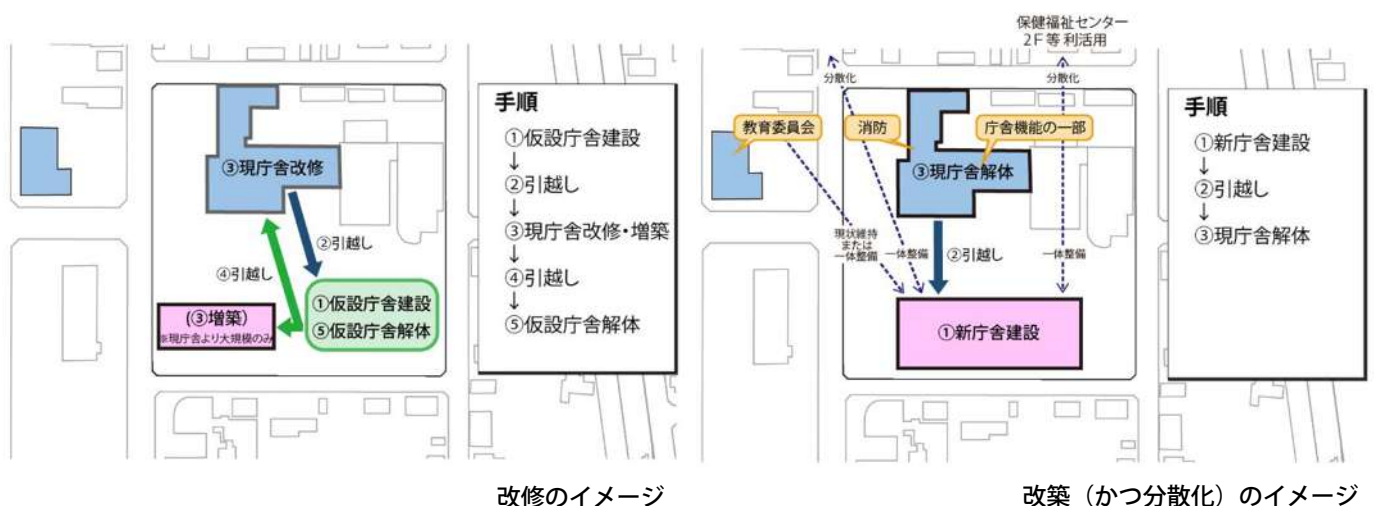 ③現庁舎改修
②引越し
④引越し
(③増築)
※現庁舎より大規模のみ
①仮設庁舎建設
⑤仮設庁舎解体
手順
①仮設庁舎建設
↓
②引越し
↓
③現庁舎改修・増築
↓
④引越し
↓
⑤仮設庁舎解体
改修のイメージ
保健福祉センター
2F等 利活用
分散化
分散化
教育委員会
消防
庁舎機能の一部
③現庁舎解体
現状維持
または
一体整備
一体整備
②引越し
一体整備
①新庁舎建設
手順
①新庁舎建設
↓
②引越し
↓
③現庁舎解体
改築（かつ分散化）のイメージ